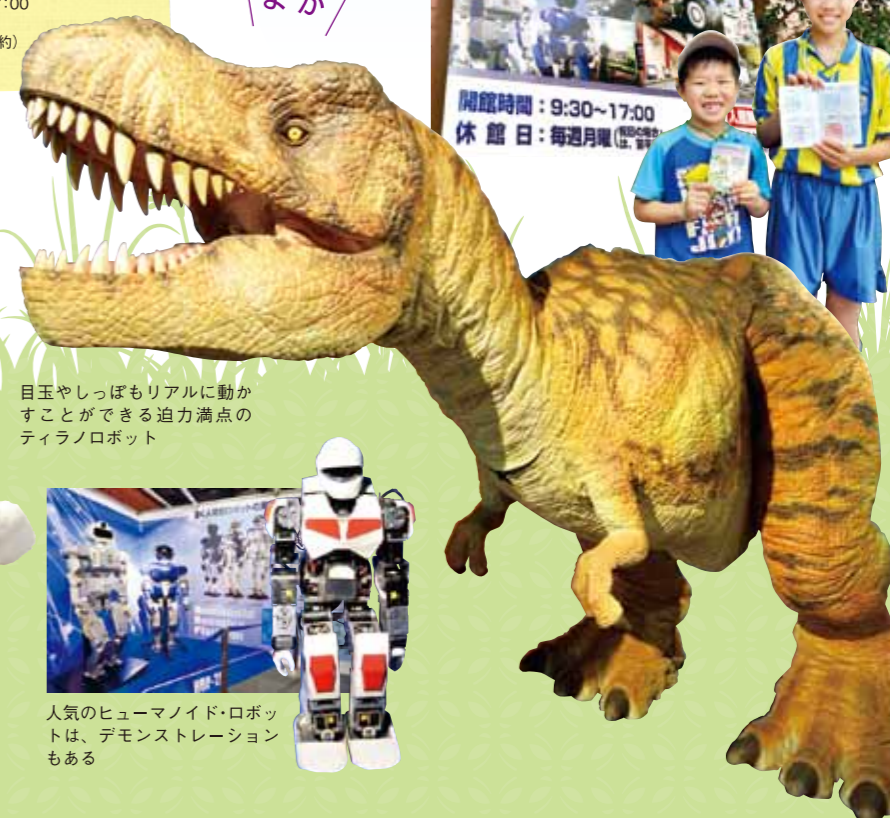 :00
約)
よ
が
開館時間：9:30~17:00
休 館 日：毎週月曜
目玉やしっぽもリアルに動か
すことができる迫力満点の
ティラノロボット
人気のヒューマノイド・ロボッ
トは、デモンストレーション
もある